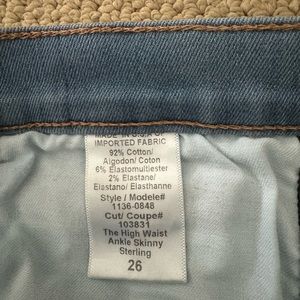 MADE IN U.S.A OF
IMPORTED FABRIC
92% Cotton/
Algodon/ Coton
6% Elastomultiester
2% Elastane/
Elastano/ Elasthanne
Style / Modele#
1136-0848
Cut/ Coupe#
103831
The High Waist
Ankle Skinny
Sterling
26